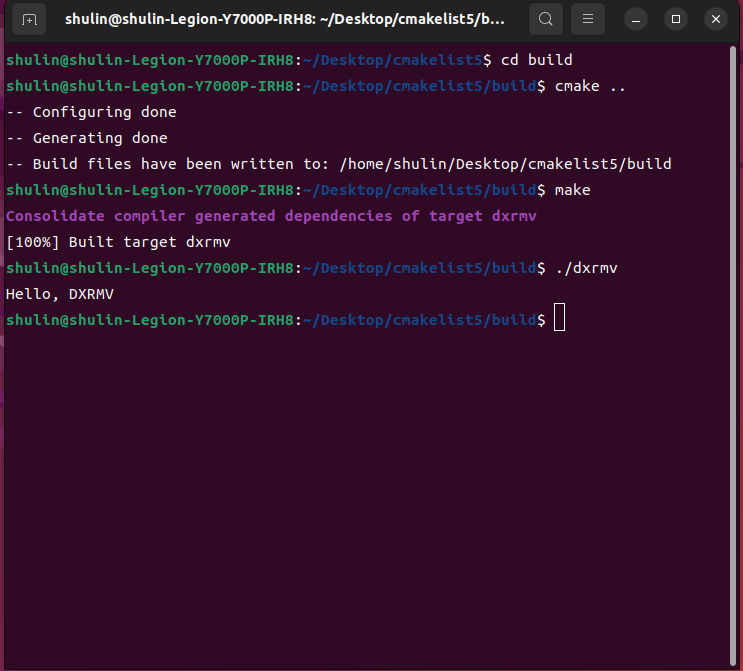 shulin@shulin-Legion-Y7000P-IRH8: ~/Desktop/cmakelist5/b...
shulin@shulin-Legion-Y7000P-IRH8:~/Desktop/cmakelist5$ cd build
shulin@shulin-Legion-Y7000P-IRH8:~/Desktop/cmakelist5/build$ cmake ..
-- Configuring done
-- Generating done
-- Build files have been written to: /home/shulin/Desktop/cmakelist5/build
shulin@shulin-Legion-Y7000P-IRH8:~/Desktop/cmakelist5/build$ make
Consolidate compiler generated dependencies of target dxrmv
[100%] Built target dxrmv
shulin@shulin-Legion-Y7000P-IRH8:~/Desktop/cmakelist5/build$ ./dxrmv
Hello, DXRMV
shulin@shulin-Legion-Y7000P-IRH8:~/Desktop/cmakelist5/build$